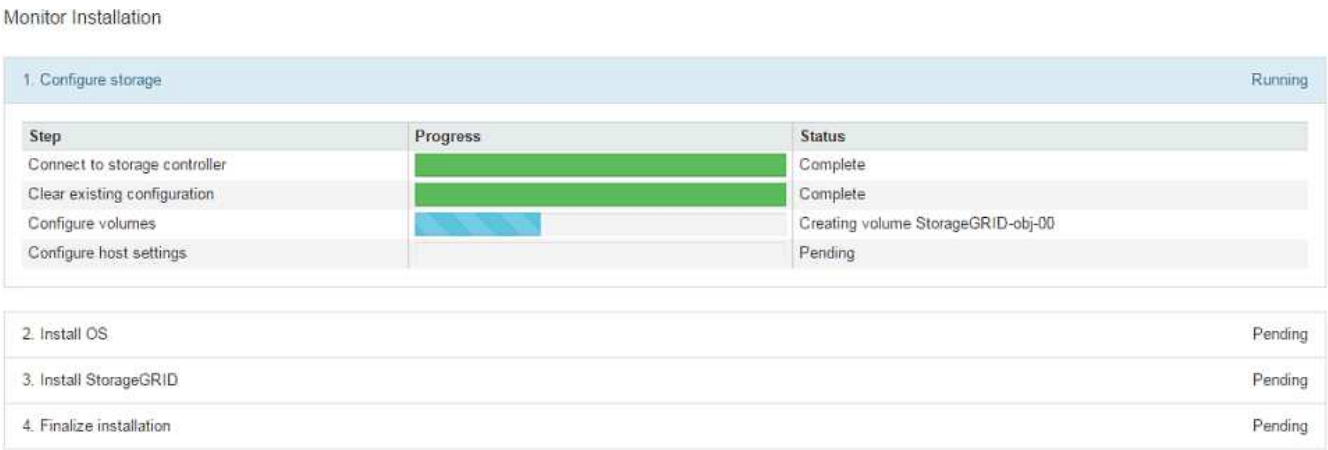 Monitor Installation
1. Configure storage Running
Step Progress Status
Connect to storage controller Complete
Clear existing configuration Complete
Configure volumes Creating volume StorageGRID-obj-00
Configure host settings Pending
2. Install OS Pending
3. Install StorageGRID Pending
4. Finalize installation Pending